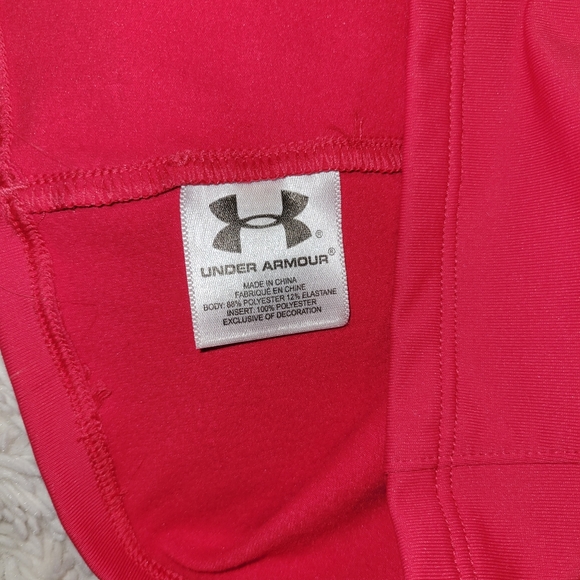 ®
UNDER ARMOUR®
MADE IN CHINA
FABRIQUÉ EN CHINE
BODY: 88% POLYESTER 12% ELASTANE
INSERT: 100% POLYESTER
EXCLUSIVE OF DECORATION